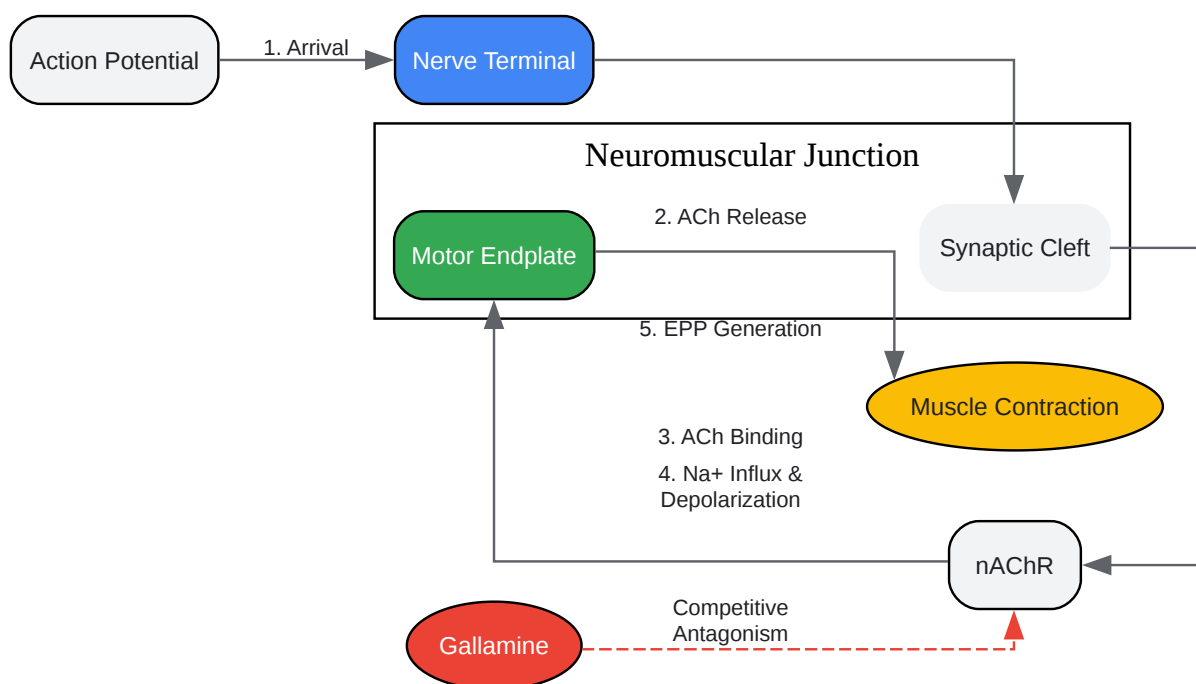 Action Potential
1. Arrival
Nerve Terminal
Neuromuscular Junction
2. ACh Release
Motor Endplate
Synaptic Cleft
5. EPP Generation
Muscle Contraction
3. ACh Binding
4. Na+ Influx &
Depolarization
nAChR
Competitive
Antagonism
Gallamine